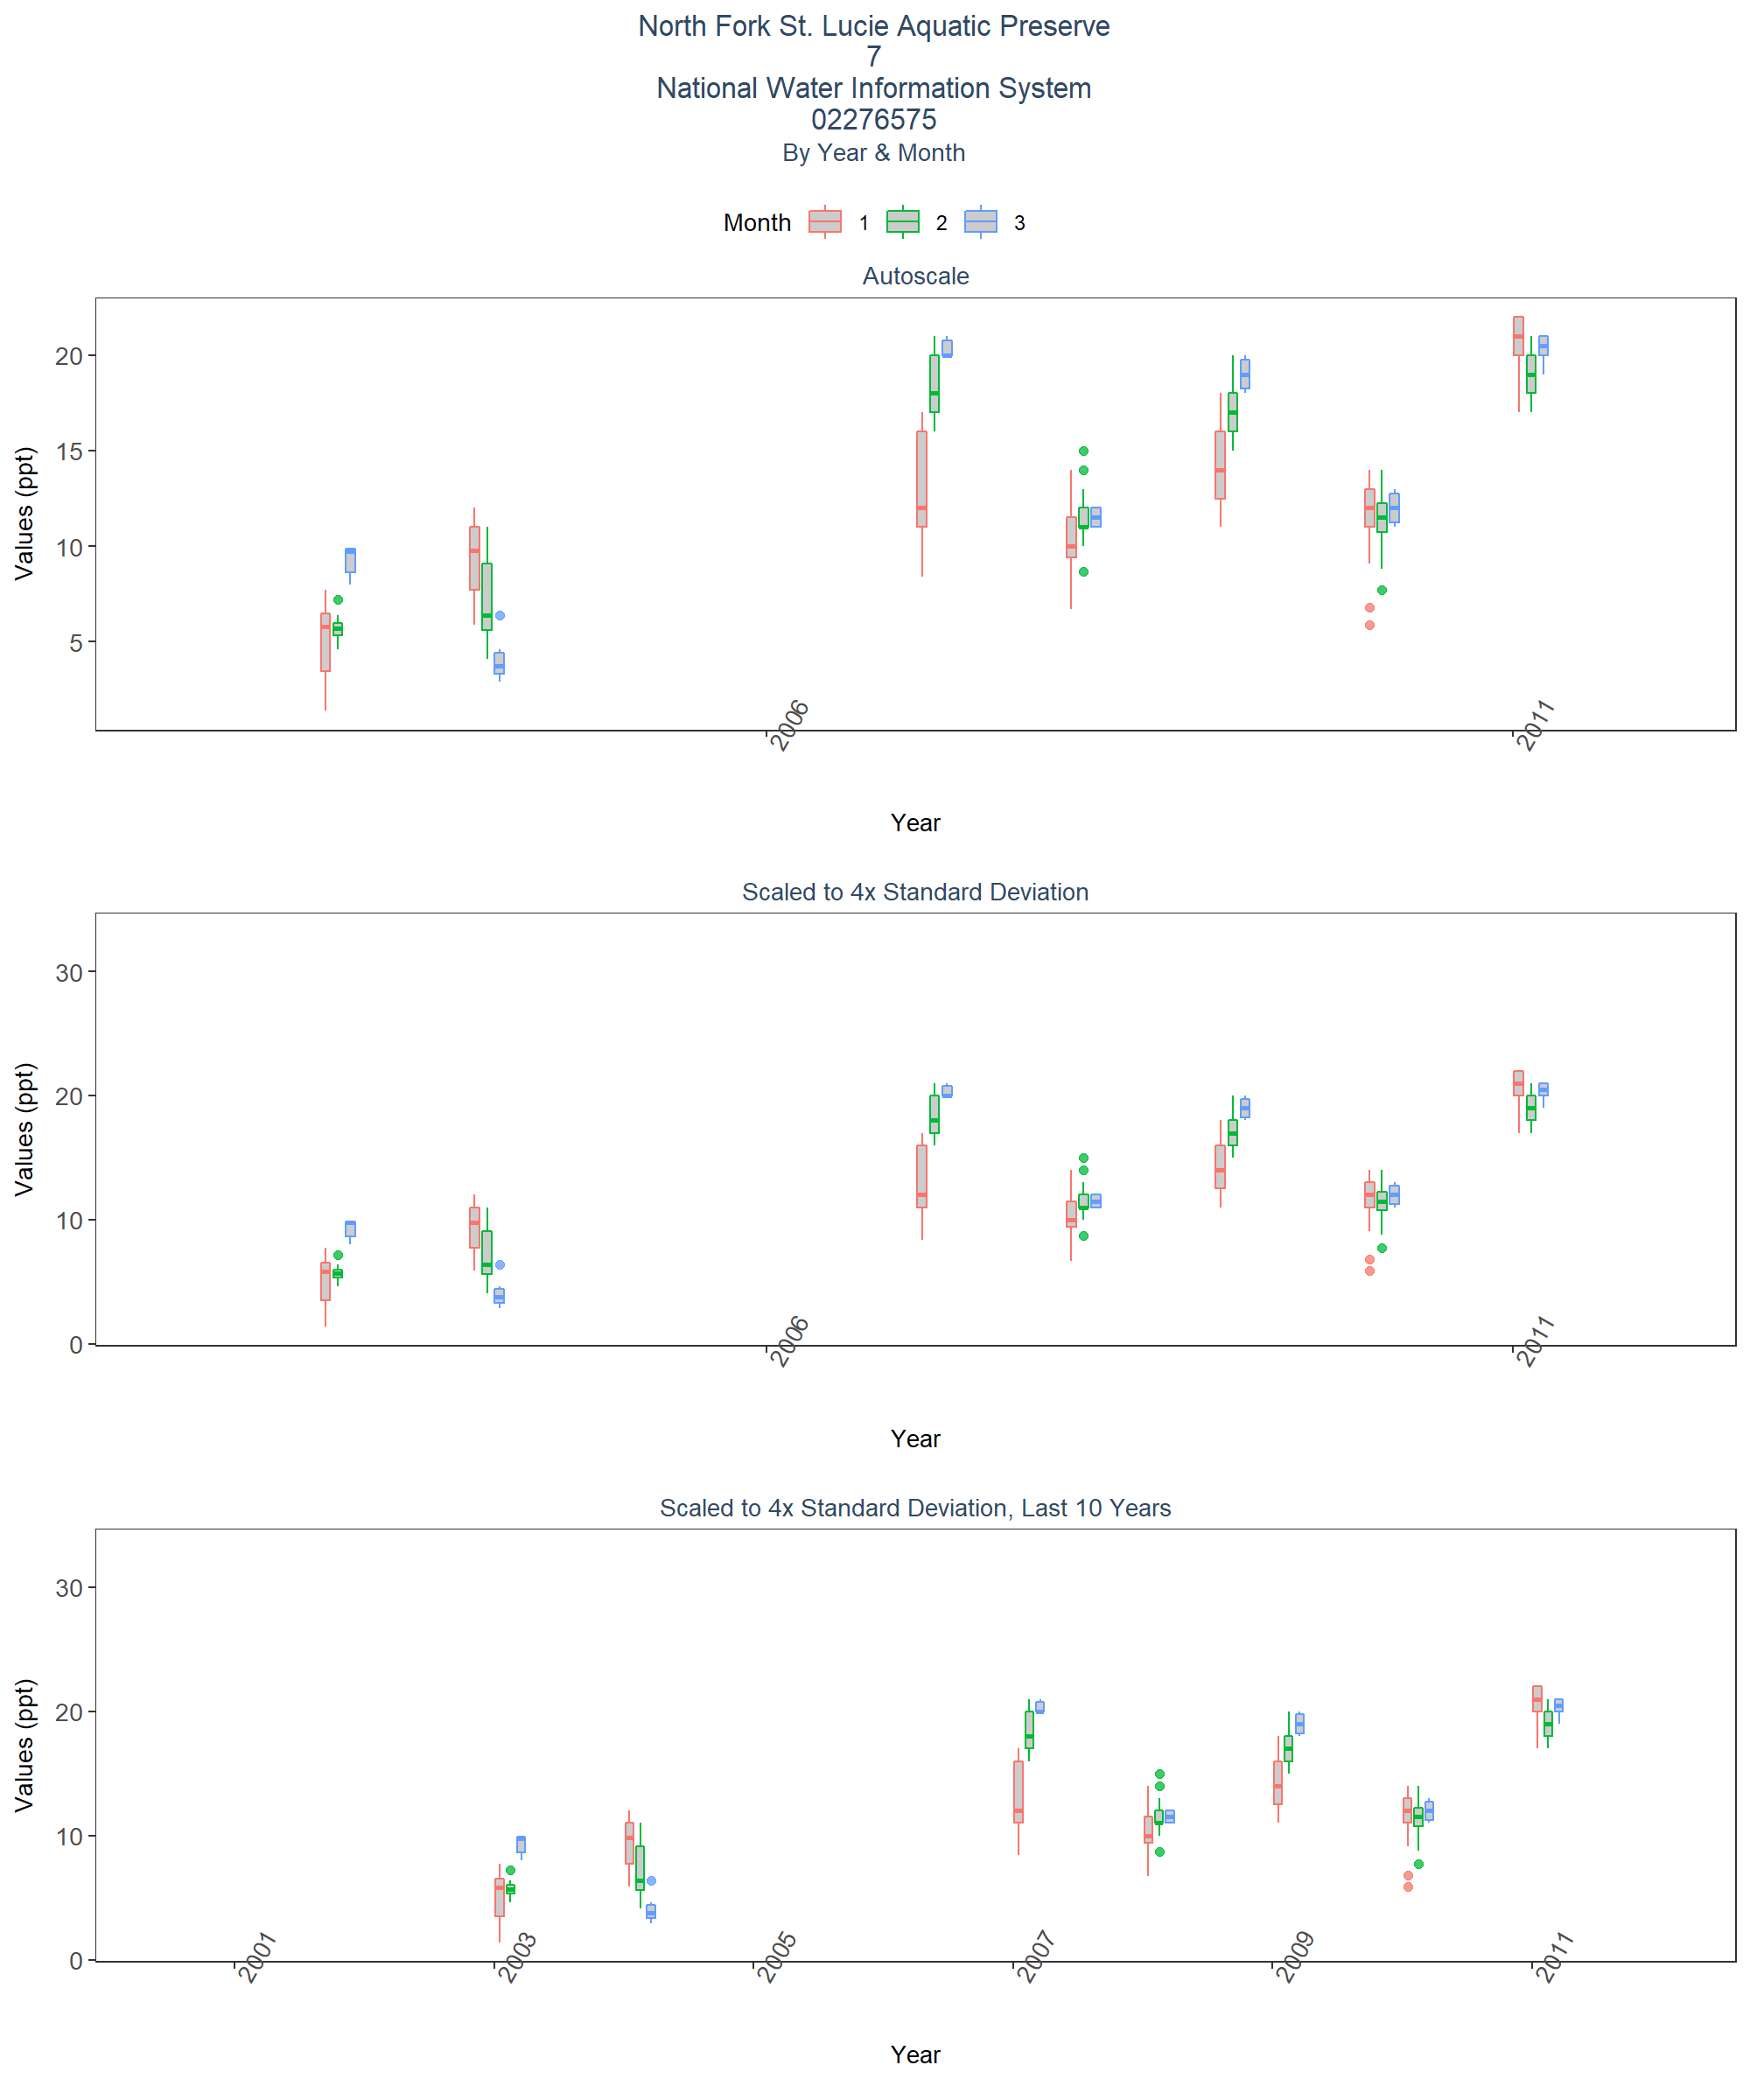 North Fork St. Lucie Aquatic Preserve
7
National Water Information System
02276575
By Year & Month
Month 1 2 3
Autoscale
Values (ppt)
20
15
10
5
2006 2011
Year
Scaled to 4x Standard Deviation
Values (ppt)
30
20
10
0
2006 2011
Year
Scaled to 4x Standard Deviation, Last 10 Years
Values (ppt)
30
20
10
0
2001 2003 2005 2007 2009 2011
Year